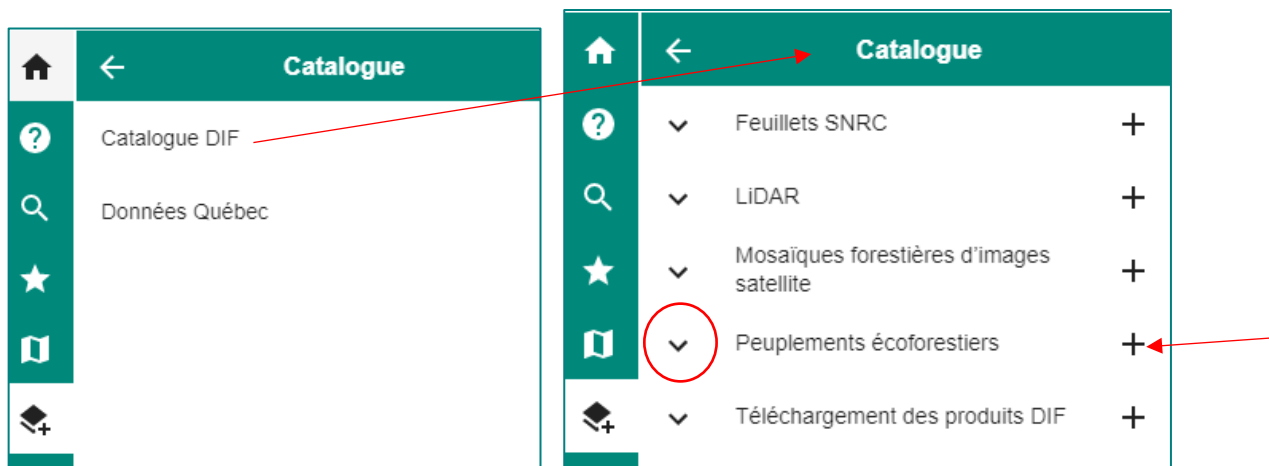 Catalogue
Catalogue DIF
Données Québec
Catalogue
Feuillets SNRC
LiDAR
Mosaïques forestières d'images
satellite
Peuplements écoforestiers
Téléchargement des produits DIF